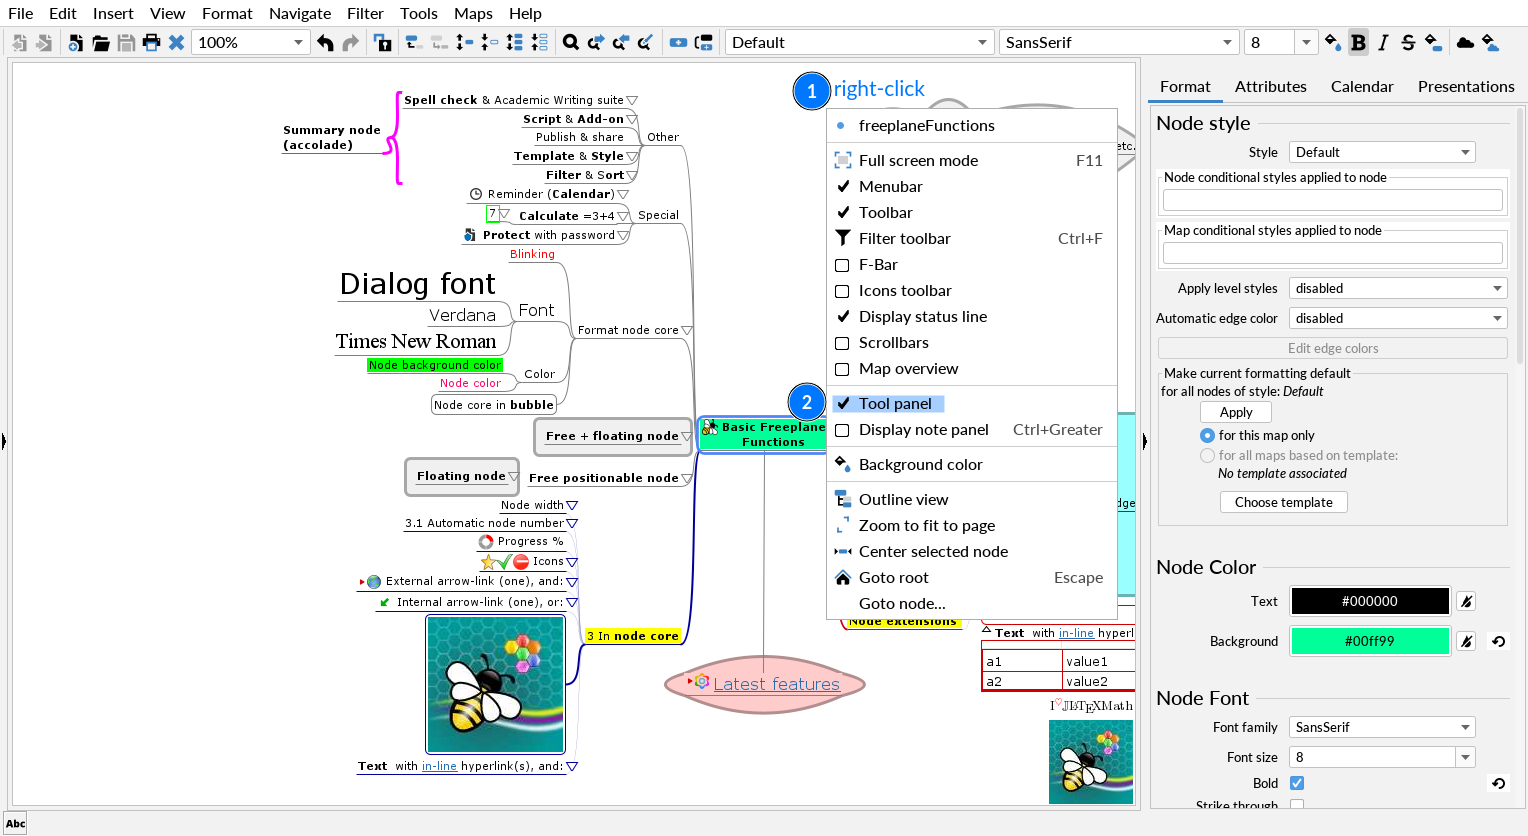 File Edit Insert View Format Navigate Filter Tools Maps Help
100% Default SansSerif 8 B I S
1 right-click
Format Attributes Calendar Presentations
Spell check & Academic Writing suite
Script & Add-on
Publish & share
Template & Style
Filter & Sort
Other
Summary node
(accolade)
Reminder (Calendar)
7 Calculate =3+4
Protect with password
Special
Blinking
Dialog font
Verdana
Times New Roman
Font
Node background color
Node color
Color
Node core in bubble
Format node core
Free + floating node
Floating node
Free positionable node
Basic Freeplane
Functions
Node width
3.1 Automatic node number
Progress %
Icons
External arrow-link (one), and:
Internal arrow-link (one), or:
3 In node core
Text with in-line hyperlink(s), and:
Latest features
etc.
freeplaneFunctions
Full screen mode F11
Menubar
Toolbar
Filter toolbar Ctrl+F
F-Bar
Icons toolbar
Display status line
Scrollbars
Map overview
2 Tool panel
Display note panel Ctrl+Greater
Background color
Outline view
Zoom to fit to page
Center selected node
Goto root Escape
Goto node...
dge
Node extensions
Text with in-line hyperl
a1 value1
a2 value2
I♡JLATEXMath
Node style
Style Default
Node conditional styles applied to node
Map conditional styles applied to node
Apply level styles disabled
Automatic edge color disabled
Edit edge colors
Make current formatting default
for all nodes of style: Default
Apply
for this map only
for all maps based on template:
No template associated
Choose template
Node Color
Text #000000
Background #00ff99
Node Font
Font family SansSerif
Font size 8
Bold
Strike through
Abc